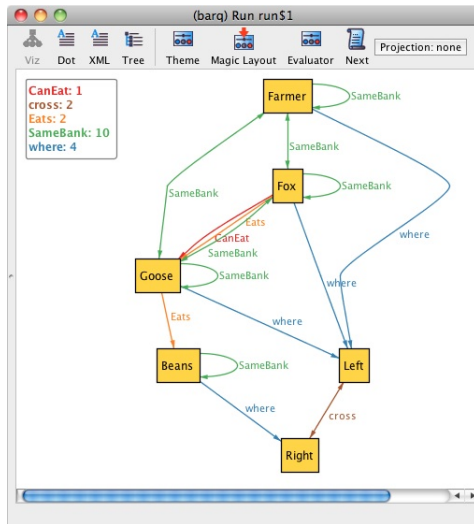 (barq) Run run$1
Viz Dot XML Tree Theme Magic Layout Evaluator Next Projection: none
CanEat: 1
cross: 2
Eats: 2
SameBank: 10
where: 4
Farmer
SameBank
SameBank
Fox
SameBank
SameBank
where
Eats
CanEat
SameBank
Goose
SameBank
where
where
Eats
Beans
SameBank
Left
where
cross
Right